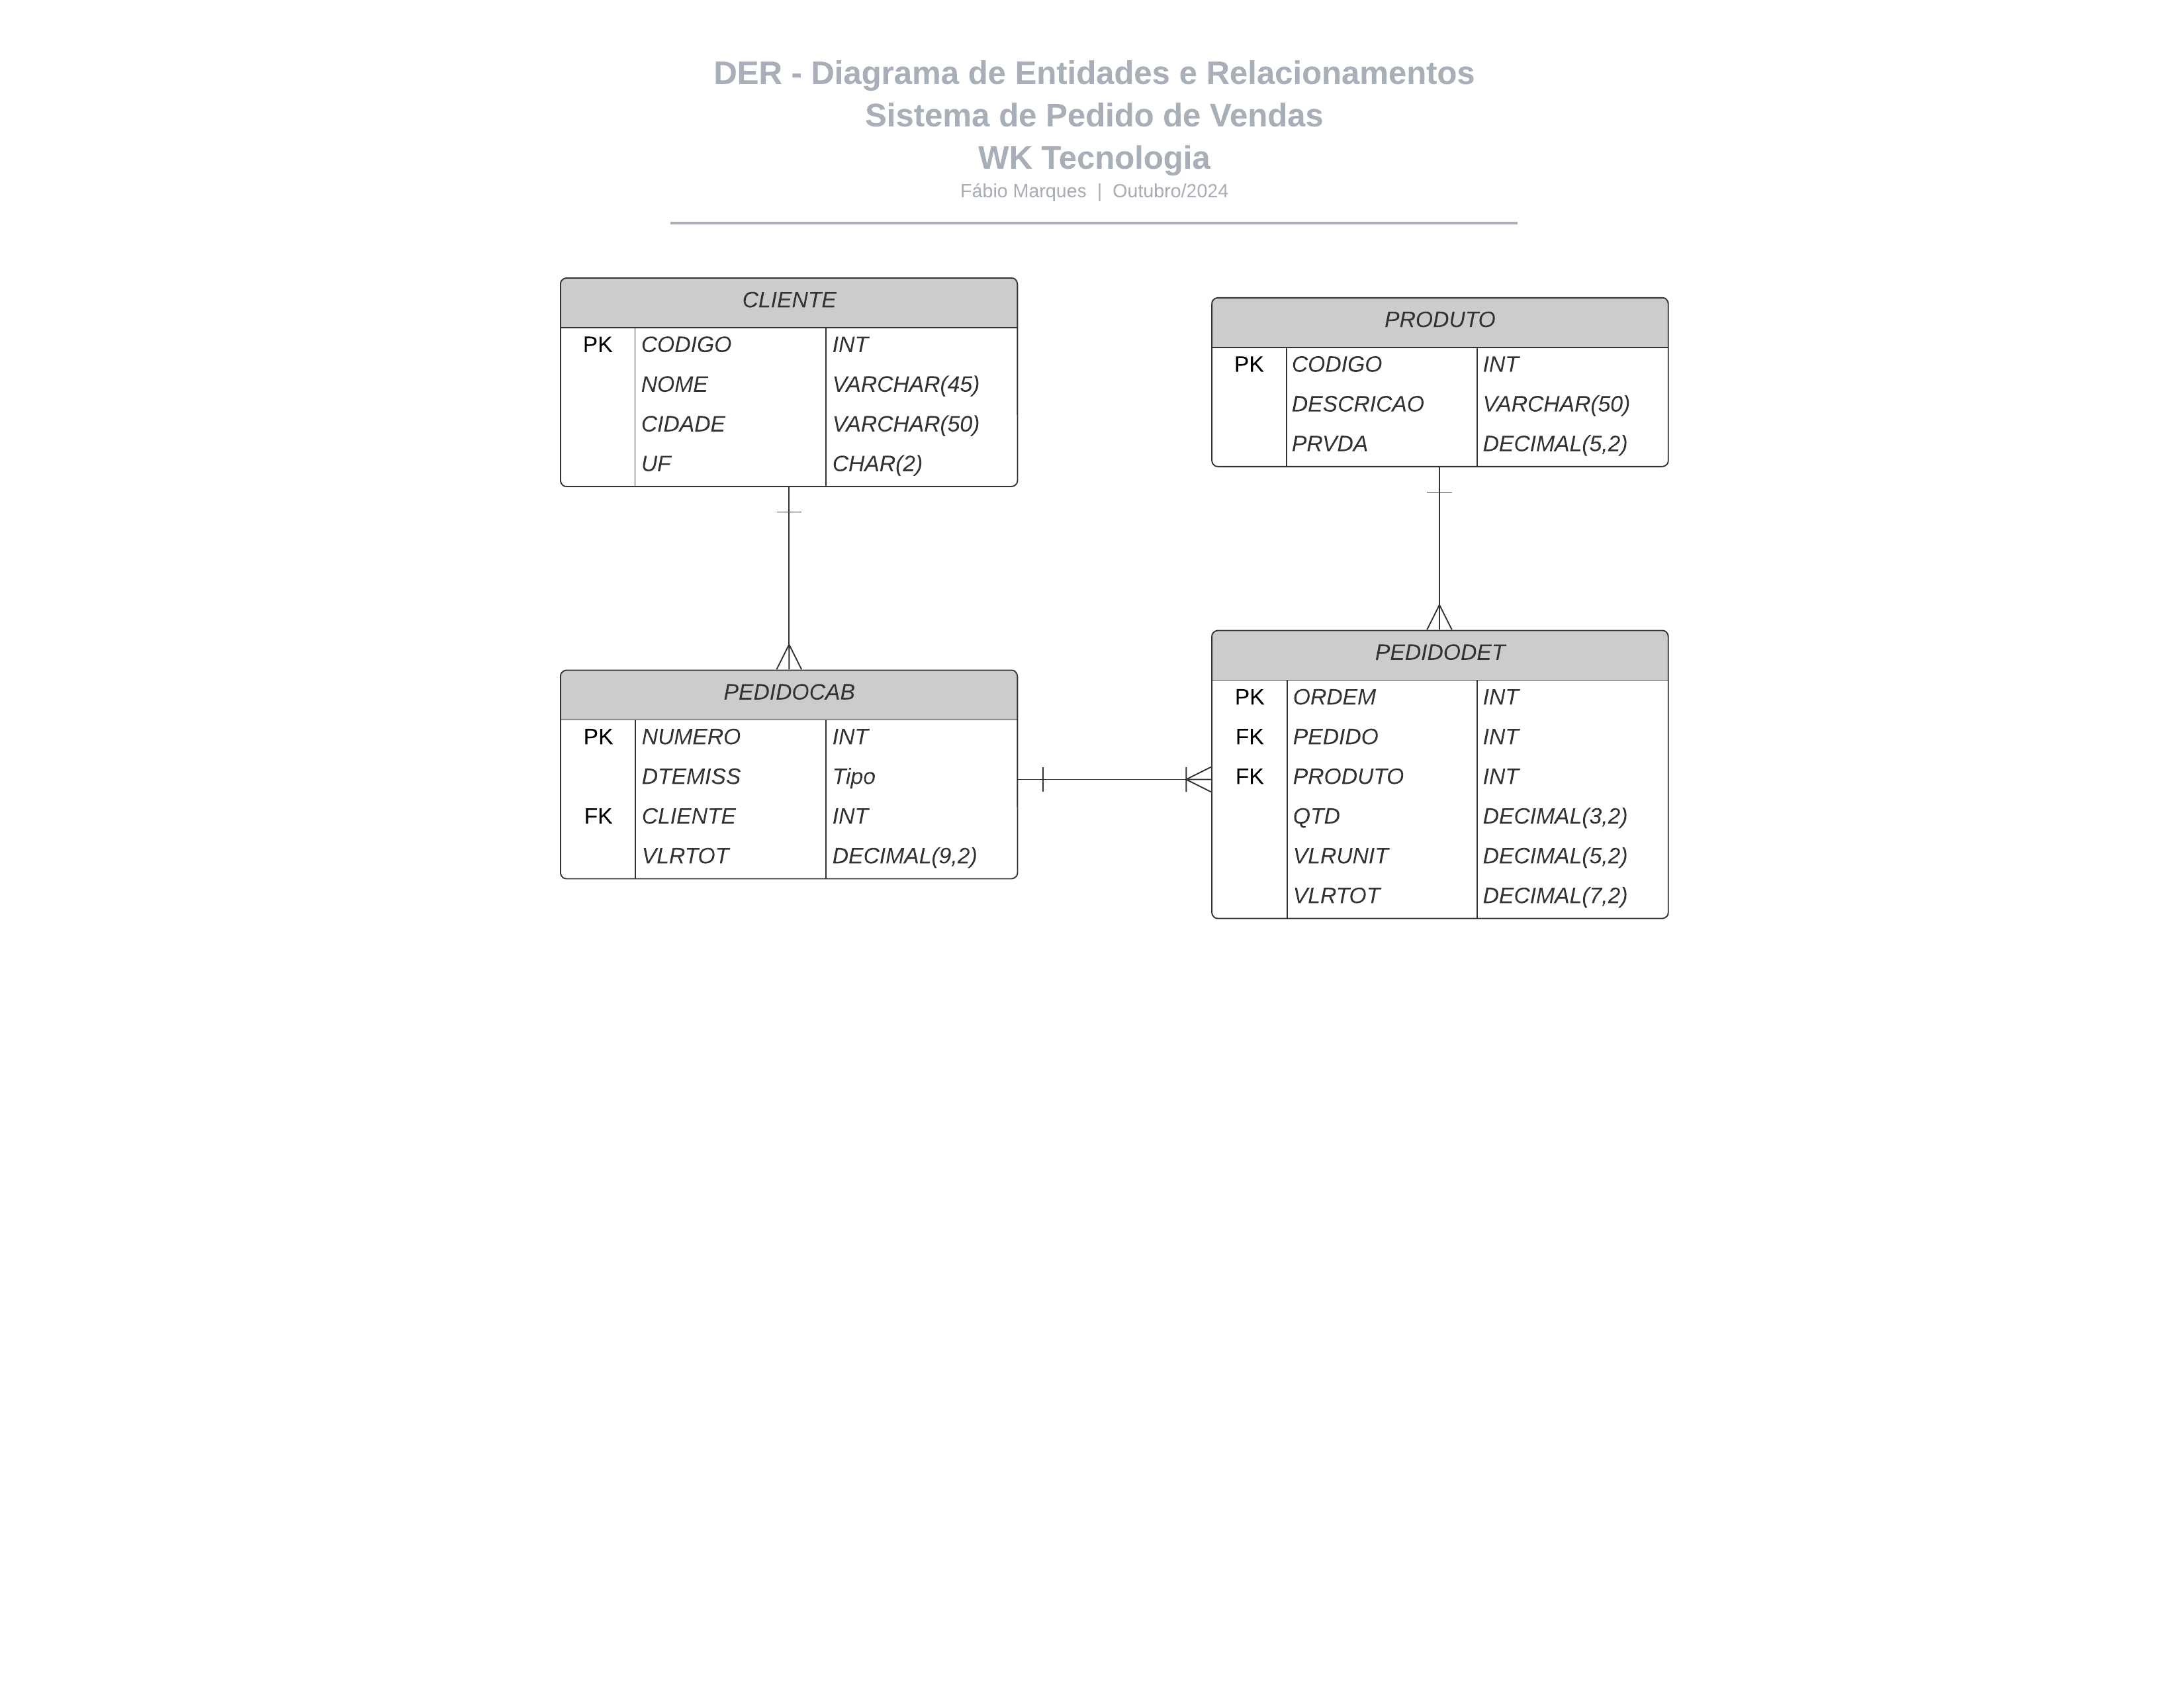 DER - Diagrama de Entidades e Relacionamentos
Sistema de Pedido de Vendas
WK Tecnologia
Fábio Marques | Outubro/2024
CLIENTE
PK CODIGO INT
NOME VARCHAR(45)
CIDADE VARCHAR(50)
UF CHAR(2)
PRODUTO
PK CODIGO INT
DESCRICAO VARCHAR(50)
PRVDA DECIMAL(5,2)
PEDIDOCAB
PK NUMERO INT
DTEMISS Tipo
FK CLIENTE INT
VLRTOT DECIMAL(9,2)
PEDIDODET
PK ORDEM INT
FK PEDIDO INT
FK PRODUTO INT
QTD DECIMAL(3,2)
VLRUNIT DECIMAL(5,2)
VLRTOT DECIMAL(7,2)